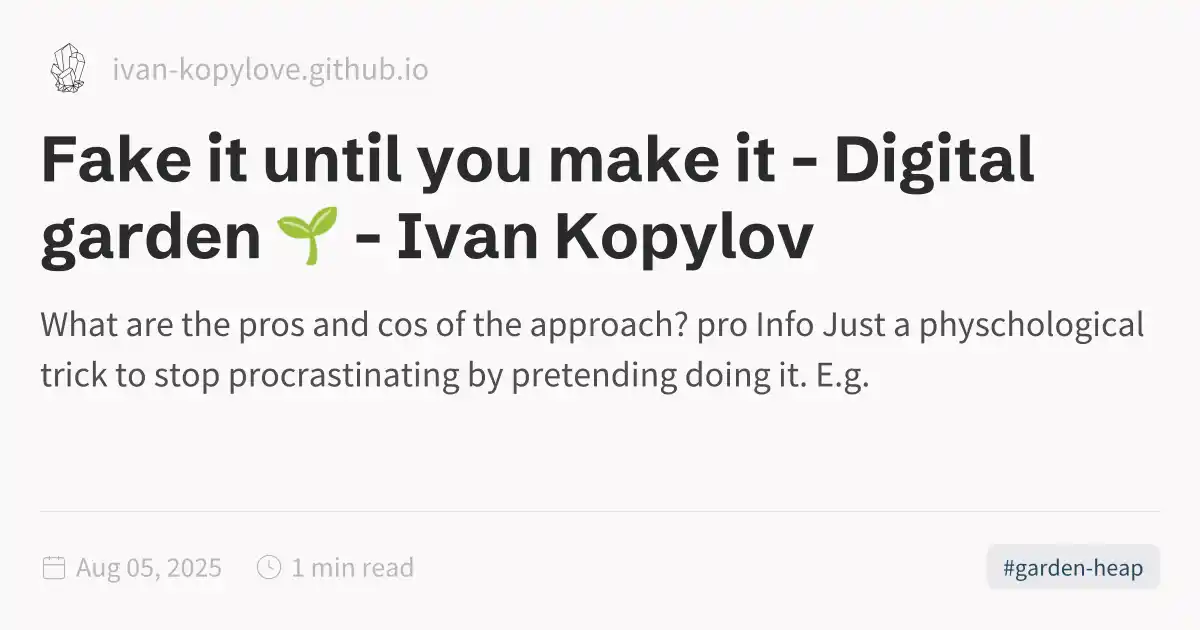 ivan-kopylove.github.io
Fake it until you make it - Digital
garden 🌱 - Ivan Kopylov
What are the pros and cos of the approach? pro Info Just a physchological
trick to stop procrastinating by pretending doing it. E.g.
Aug 05, 2025 1 min read #garden-heap